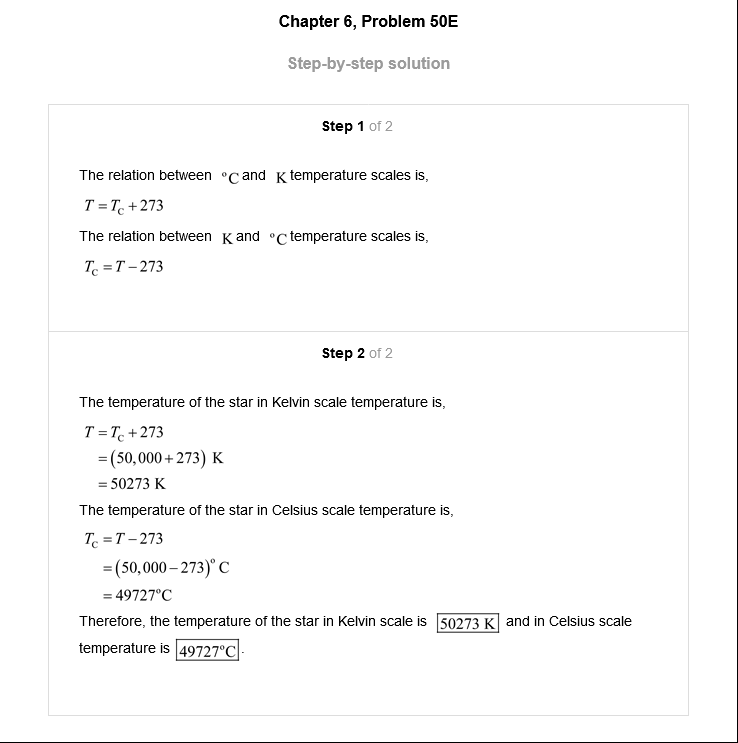 Chapter 6, Problem 50E
Step-by-step solution
Step 1 of 2
The relation between °C and K temperature scales is,
T = T_C + 273
The relation between K and °C temperature scales is,
T_C = T − 273
Step 2 of 2
The temperature of the star in Kelvin scale temperature is,
T = T_C + 273
= (50,000 + 273) K
= 50273 K
The temperature of the star in Celsius scale temperature is,
T_C = T − 273
= (50,000 − 273)° C
= 49727°C
Therefore, the temperature of the star in Kelvin scale is 50273 K and in Celsius scale
temperature is 49727°C.